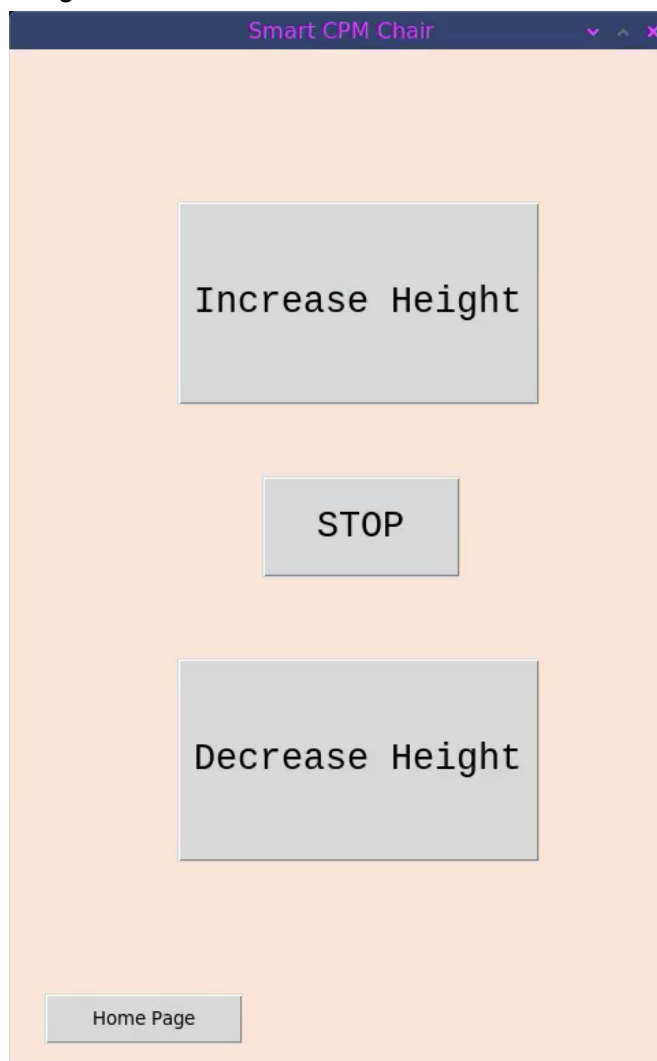 Smart CPM Chair
Increase Height
STOP
Decrease Height
Home Page